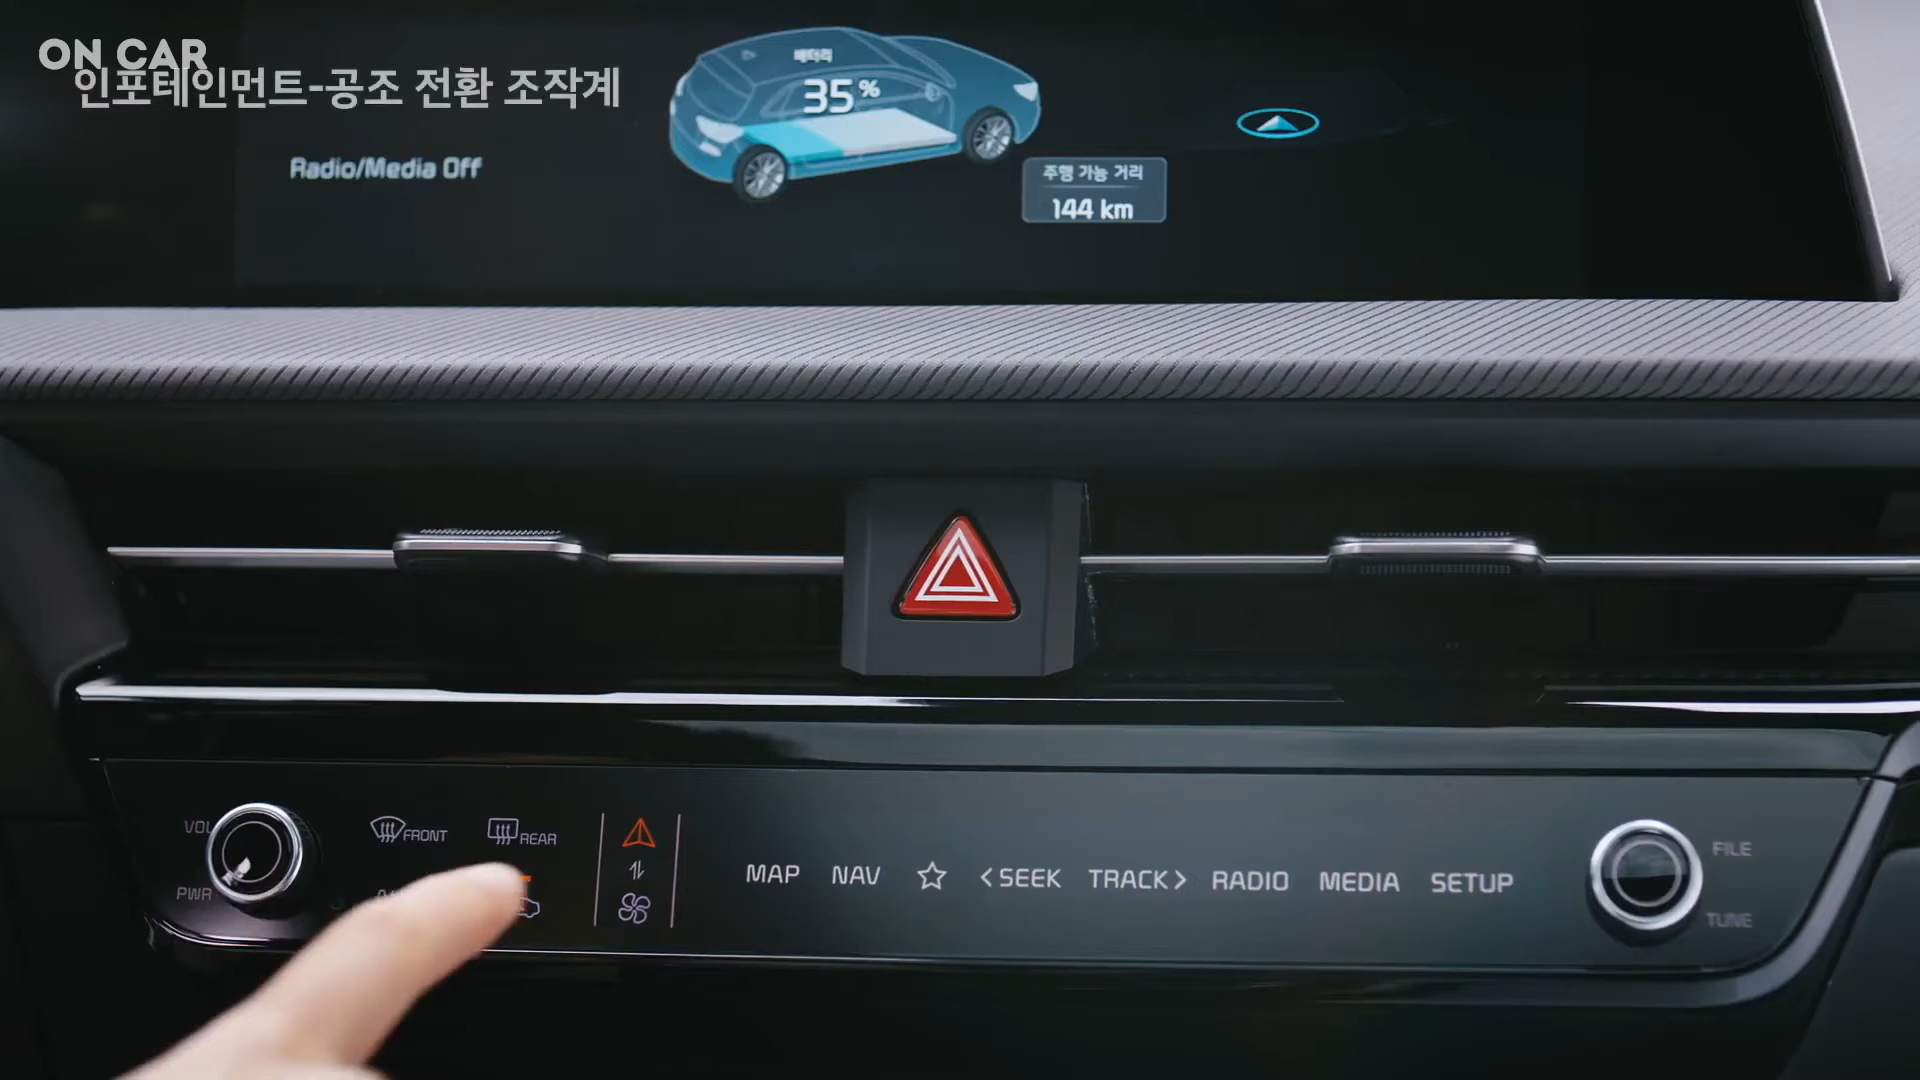 ON CAR
인포테인먼트-공조 전환 조작계
배터리
35%
Radio/Media Off
주행 가능 거리
144 km
VOL
PWR
FRONT
REAR
MAP
NAV
<SEEK
TRACK>
RADIO
MEDIA
SETUP
FILE
TUNE